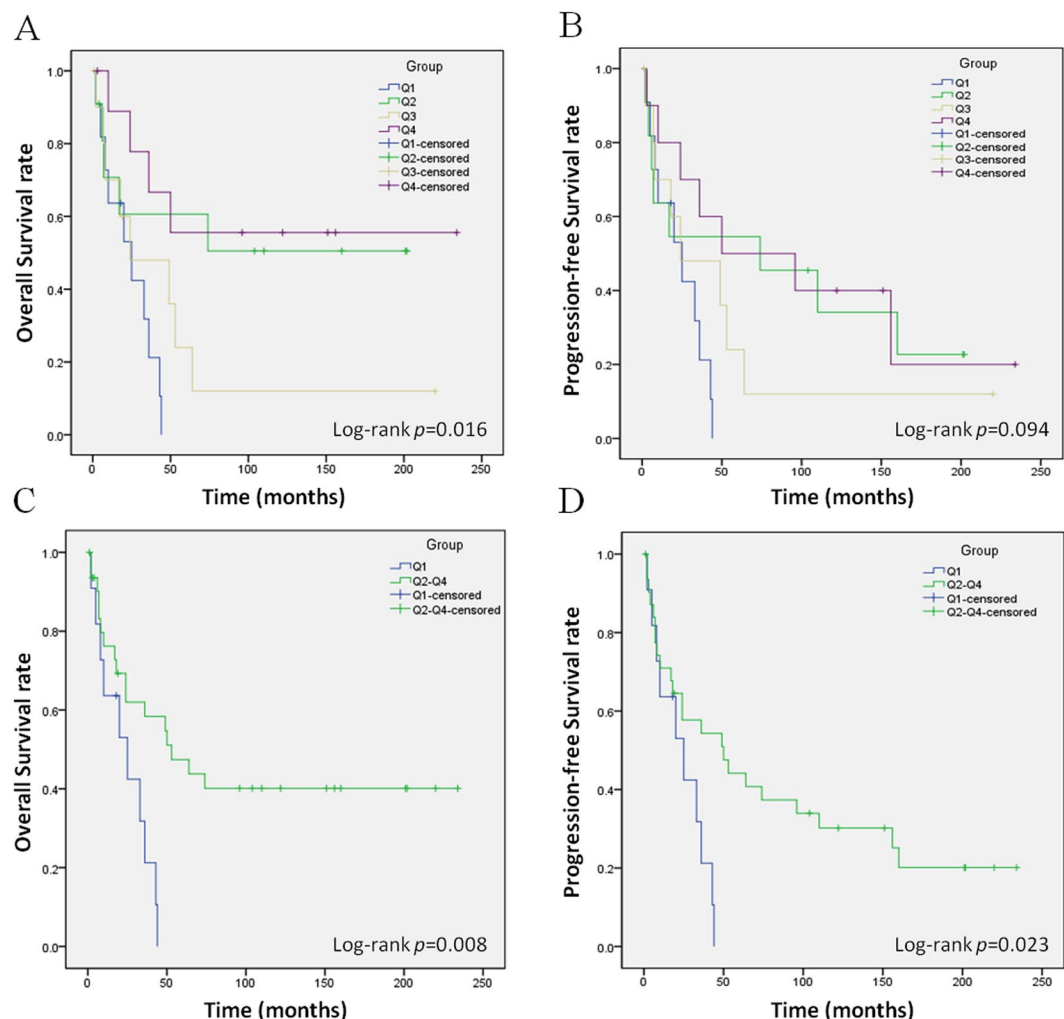 A
Overall Survival rate
1.0
0.8
0.6
0.4
0.2
0.0
Group
Q1
Q2
Q3
Q4
Q1-censored
Q2-censored
Q3-censored
Q4-censored
Log-rank p=0.016
0 50 100 150 200 250
Time (months)
B
Progression-free Survival rate
1.0
0.8
0.6
0.4
0.2
0.0
Group
Q1
Q2
Q3
Q4
Q1-censored
Q2-censored
Q3-censored
Q4-censored
Log-rank p=0.094
0 50 100 150 200 250
Time (months)
C
Overall Survival rate
1.0
0.8
0.6
0.4
0.2
0.0
Group
Q1
Q2-Q4
Q1-censored
Q2-Q4-censored
Log-rank p=0.008
0 50 100 150 200 250
Time (months)
D
Progression-free Survival rate
1.0
0.8
0.6
0.4
0.2
0.0
Group
Q1
Q2-Q4
Q1-censored
Q2-Q4-censored
Log-rank p=0.023
0 50 100 150 200 250
Time (months)